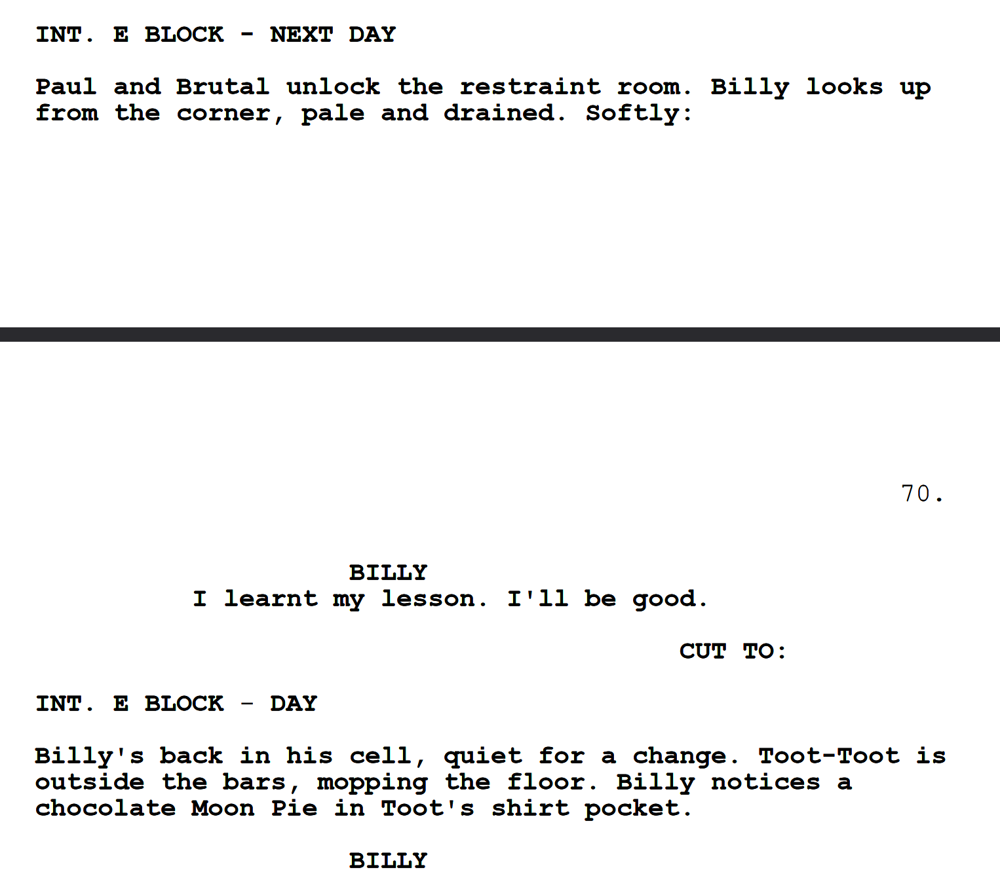 INT. E BLOCK - NEXT DAY
Paul and Brutal unlock the restraint room. Billy looks up
from the corner, pale and drained. Softly:
70.
BILLY
I learnt my lesson. I'll be good.
CUT TO:
INT. E BLOCK – DAY
Billy's back in his cell, quiet for a change. Toot-Toot is
outside the bars, mopping the floor. Billy notices a
chocolate Moon Pie in Toot's shirt pocket.
BILLY